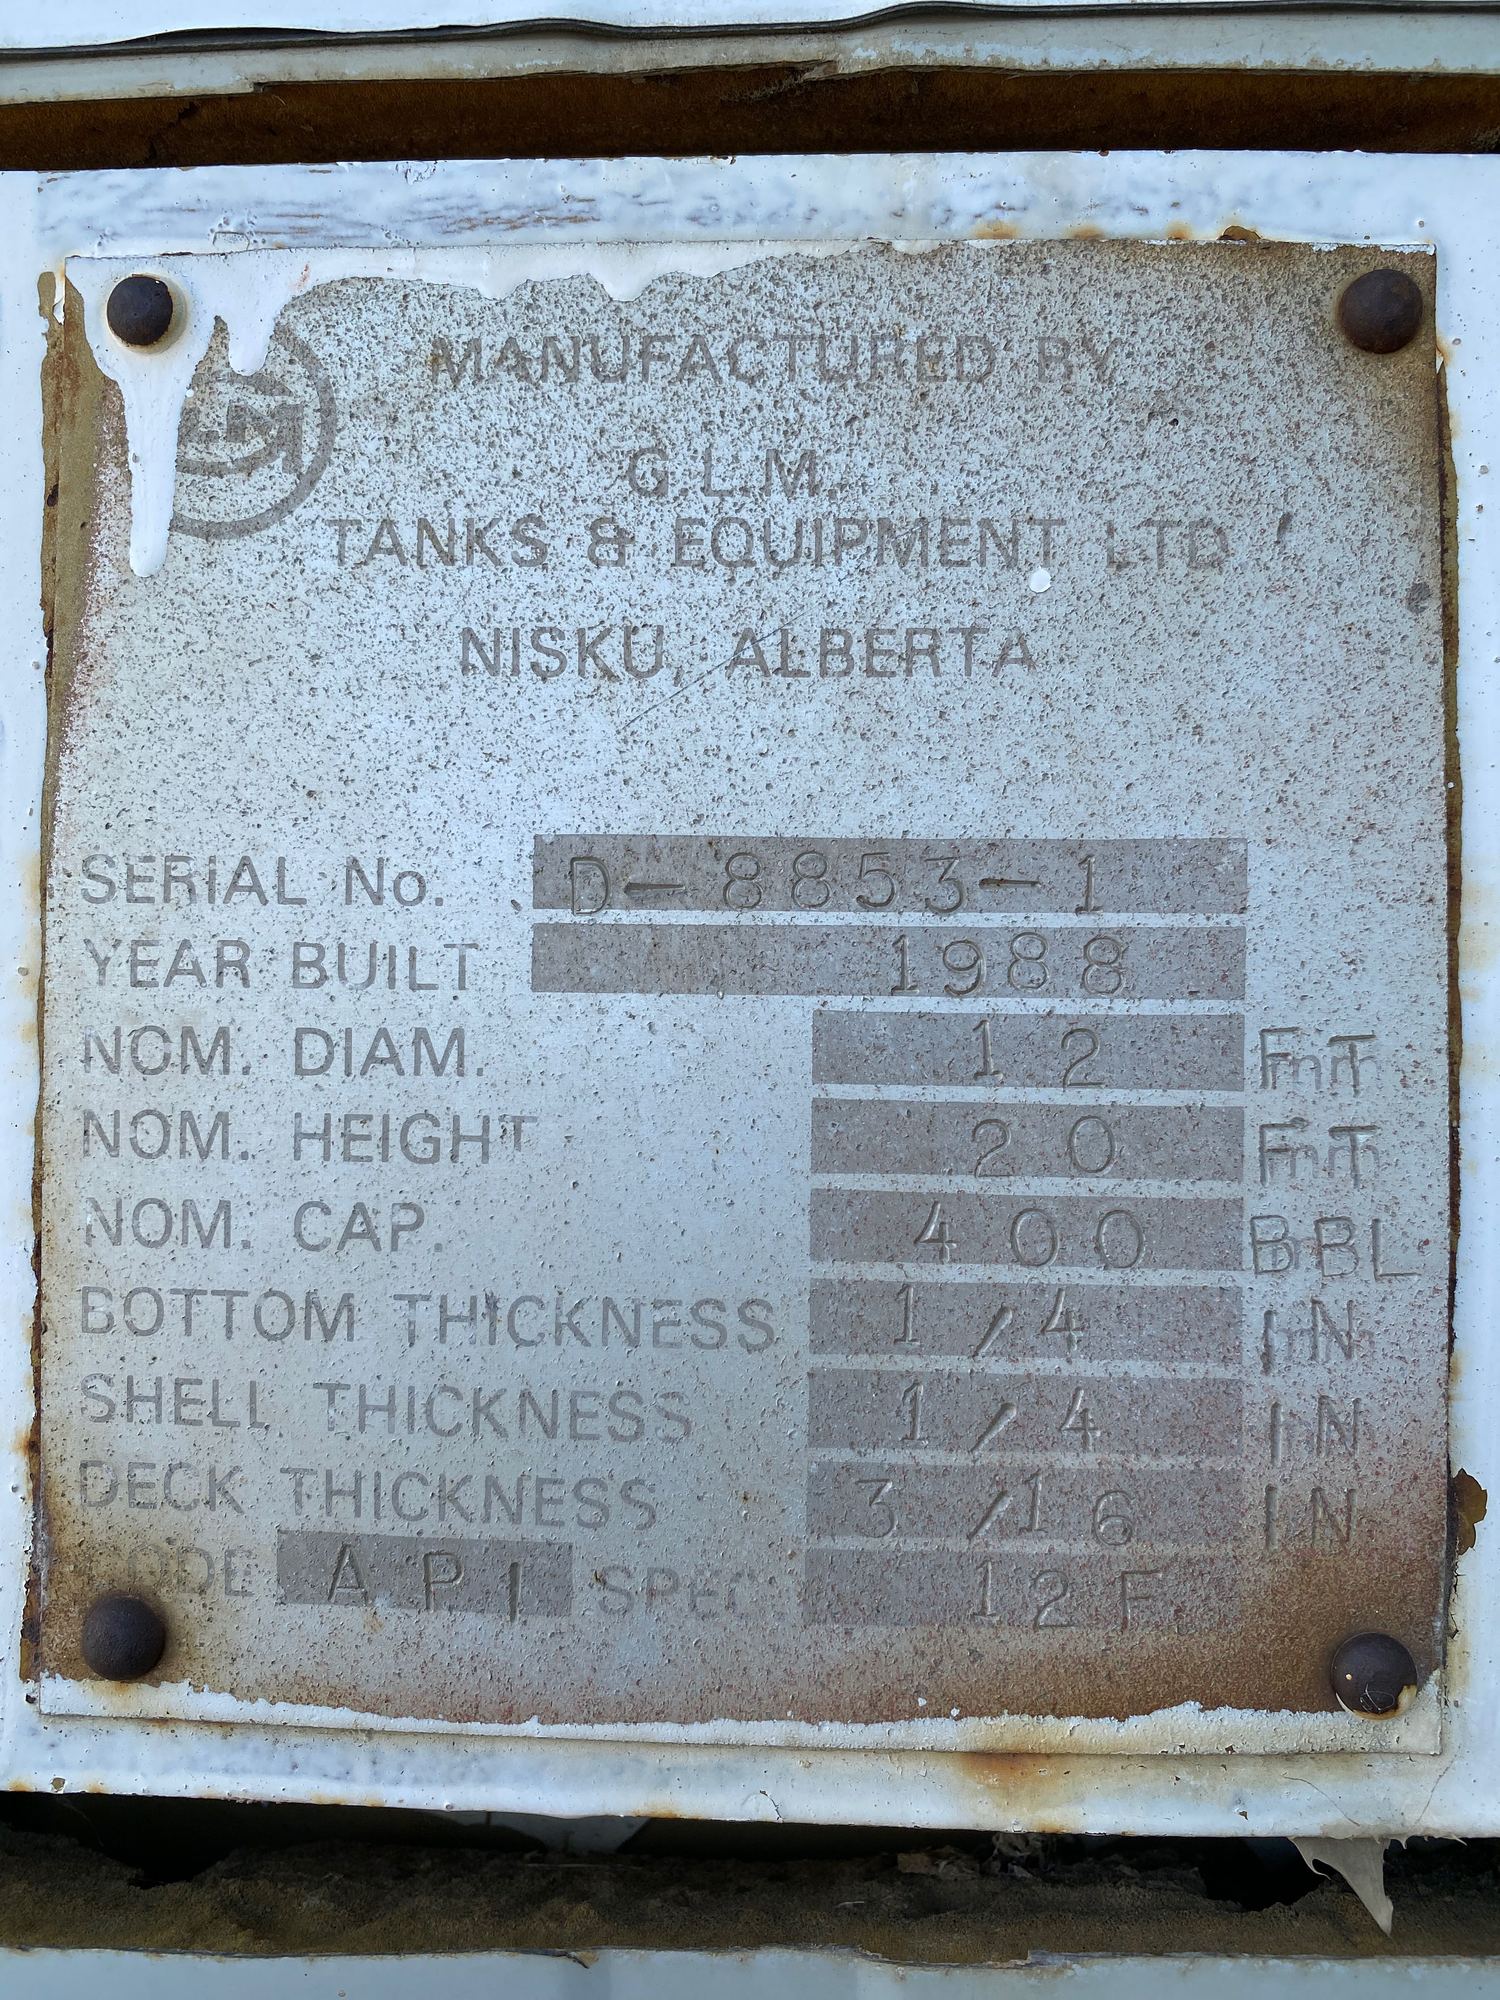 MANUFACTURED BY
G.L.M.
TANKS & EQUIPMENT LTD.
NISKU, ALBERTA
SERIAL No. D-8853-1
YEAR BUILT 1988
NOM. DIAM. 12 FT
NOM. HEIGHT 20 FT
NOM. CAP. 400 BBL
BOTTOM THICKNESS 1/4 IN
SHELL THICKNESS 1/4 IN
DECK THICKNESS 3/16 IN
CODE API SPEC. 12F